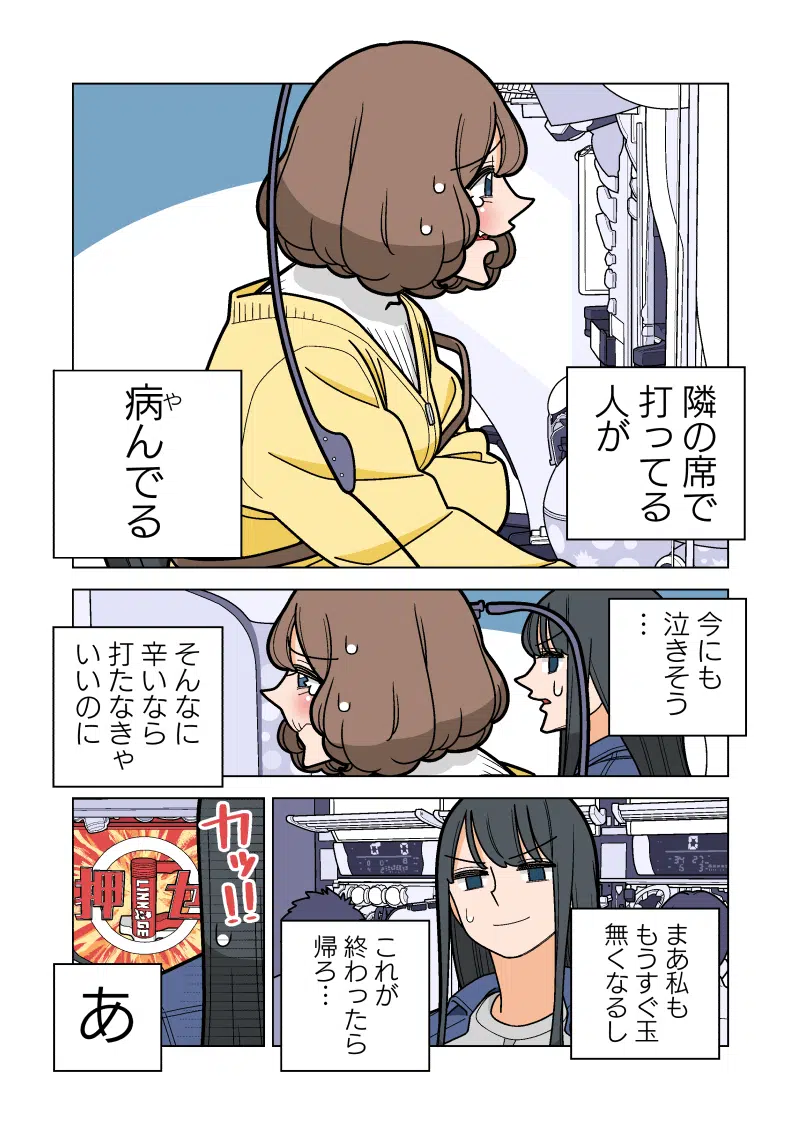 隣の席で
打ってる
人が
病んでる
や
今にも
泣きそう
…
そんなに
辛いなら
打たなきゃ
いいのに
まあ私も
もうすぐ玉
無くなるし
これが
終わったら
帰ろ…
カッ!!
押せ
LINKAGE
あ